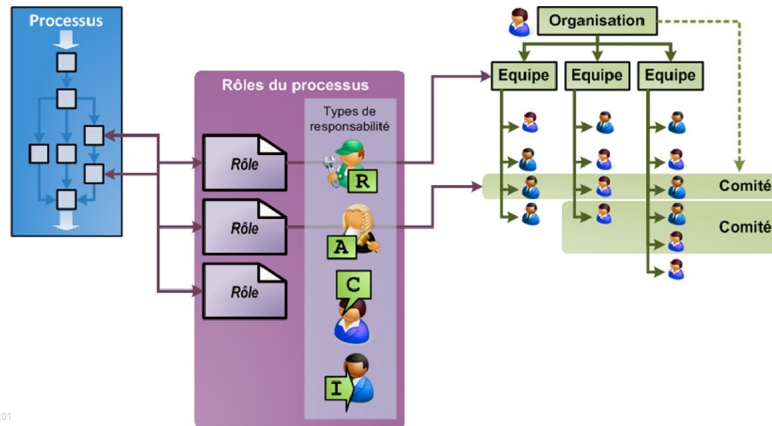 Processus
Organisation
Equipe
Equipe
Equipe
Rôles du processus
Types de
responsabilité
Rôle
R
Comité
Rôle
A
Comité
C
Rôle
I